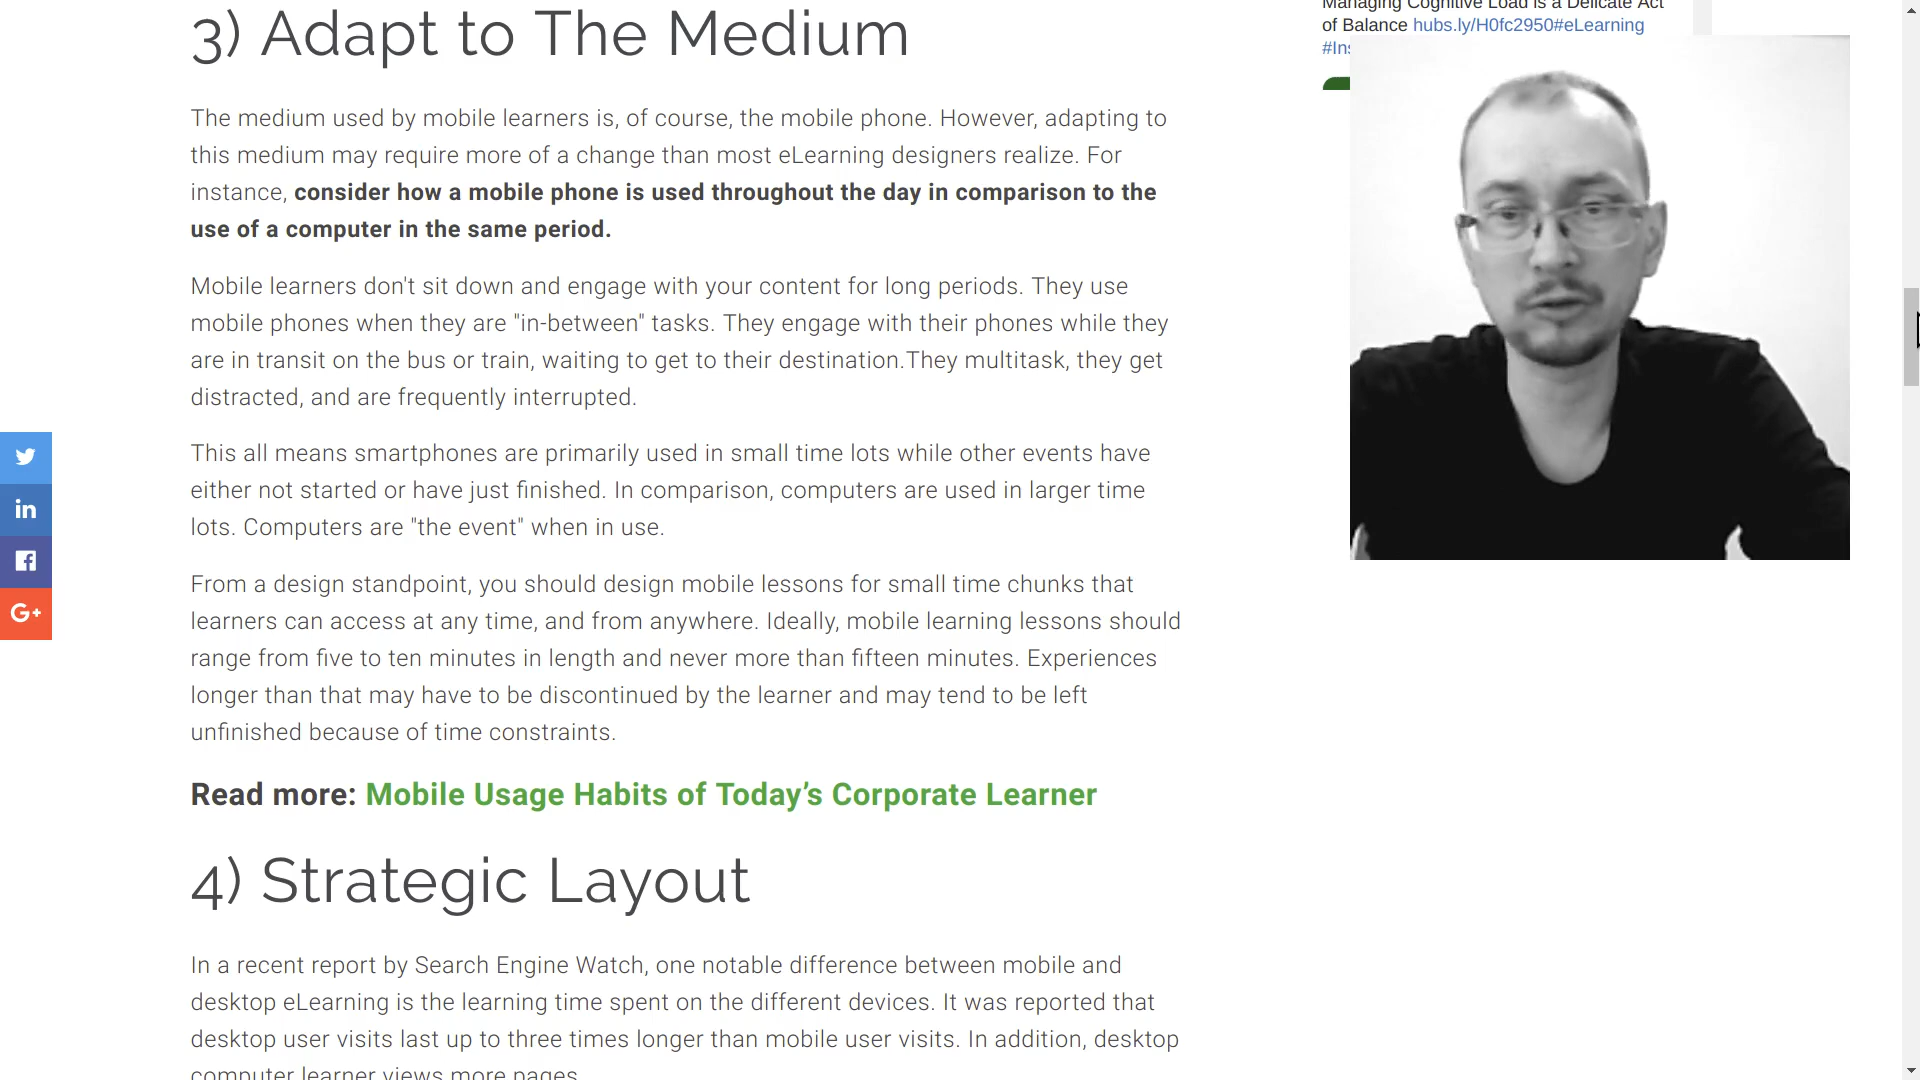 3) Adapt to The Medium
The medium used by mobile learners is, of course, the mobile phone. However, adapting to
this medium may require more of a change than most eLearning designers realize. For
instance, consider how a mobile phone is used throughout the day in comparison to the
use of a computer in the same period.
Mobile learners don't sit down and engage with your content for long periods. They use
mobile phones when they are "in-between" tasks. They engage with their phones while they
are in transit on the bus or train, waiting to get to their destination.They multitask, they get
distracted, and are frequently interrupted.
This all means smartphones are primarily used in small time lots while other events have
either not started or have just finished. In comparison, computers are used in larger time
lots. Computers are "the event" when in use.
From a design standpoint, you should design mobile lessons for small time chunks that
learners can access at any time, and from anywhere. Ideally, mobile learning lessons should
range from five to ten minutes in length and never more than fifteen minutes. Experiences
longer than that may have to be discontinued by the learner and may tend to be left
unfinished because of time constraints.
Read more: Mobile Usage Habits of Today’s Corporate Learner
4) Strategic Layout
In a recent report by Search Engine Watch, one notable difference between mobile and
desktop eLearning is the learning time spent on the different devices. It was reported that
desktop user visits last up to three times longer than mobile user visits. In addition, desktop
computer learner views more pages.
Managing Cognitive Load is a Delicate Act
of Balance hubs.ly/H0fc2950#eLearning
#Ins
in
G+